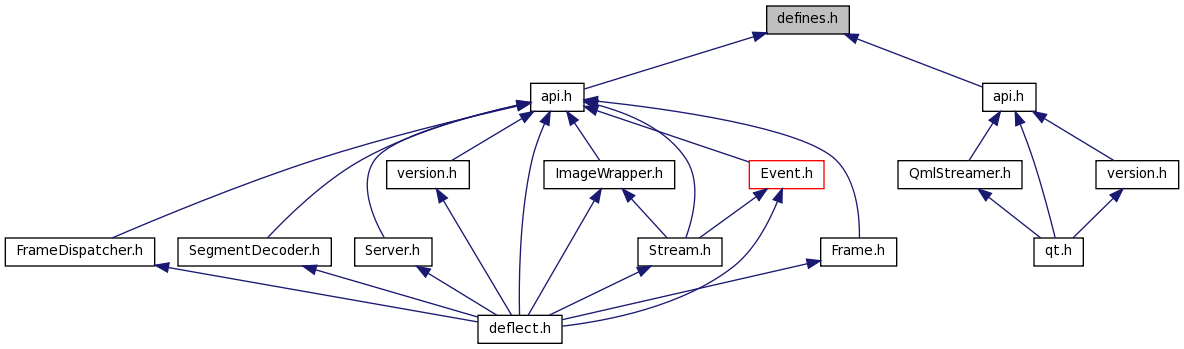 defines.h
api.h
api.h
version.h
ImageWrapper.h
Event.h
QmlStreamer.h
version.h
FrameDispatcher.h
SegmentDecoder.h
Server.h
Stream.h
Frame.h
qt.h
deflect.h